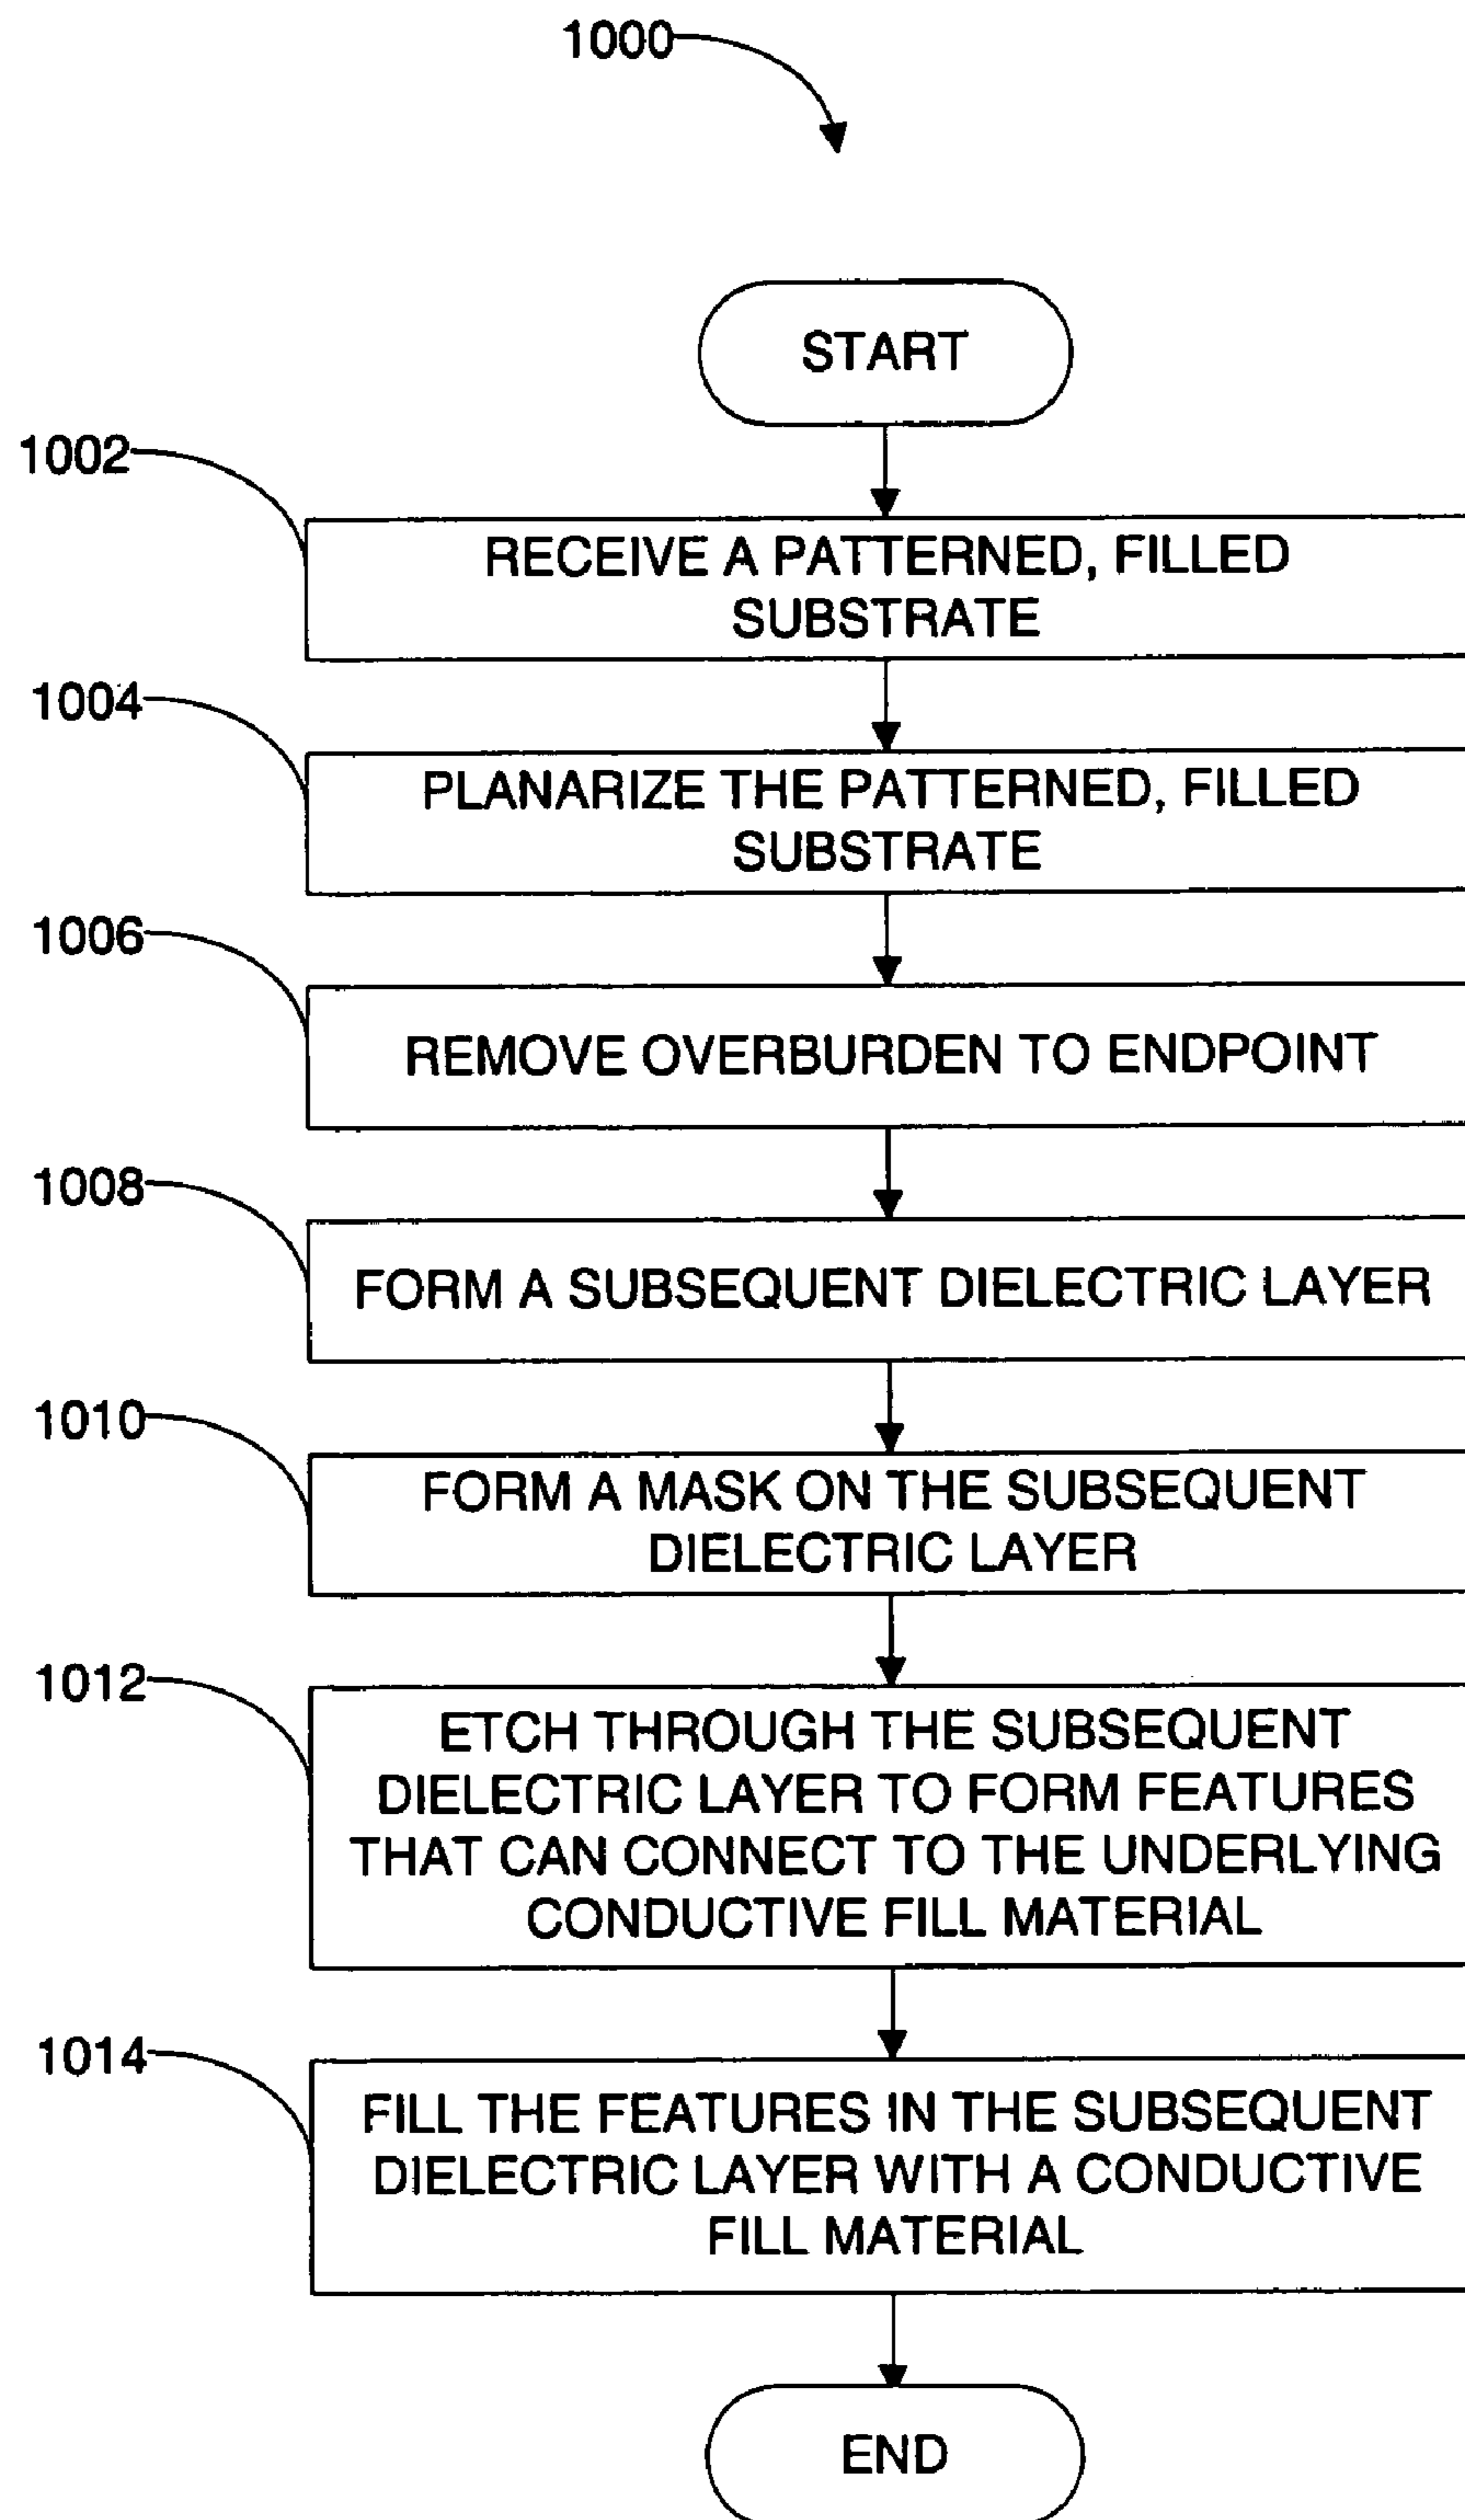 1000
START
1002
RECEIVE A PATTERNED, FILLED
SUBSTRATE
1004
PLANARIZE THE PATTERNED, FILLED
SUBSTRATE
1006
REMOVE OVERBURDEN TO ENDPOINT
1008
FORM A SUBSEQUENT DIELECTRIC LAYER
1010
FORM A MASK ON THE SUBSEQUENT
DIELECTRIC LAYER
1012
ETCH THROUGH THE SUBSEQUENT
DIELECTRIC LAYER TO FORM FEATURES
THAT CAN CONNECT TO THE UNDERLYING
CONDUCTIVE FILL MATERIAL
1014
FILL THE FEATURES IN THE SUBSEQUENT
DIELECTRIC LAYER WITH A CONDUCTIVE
FILL MATERIAL
END